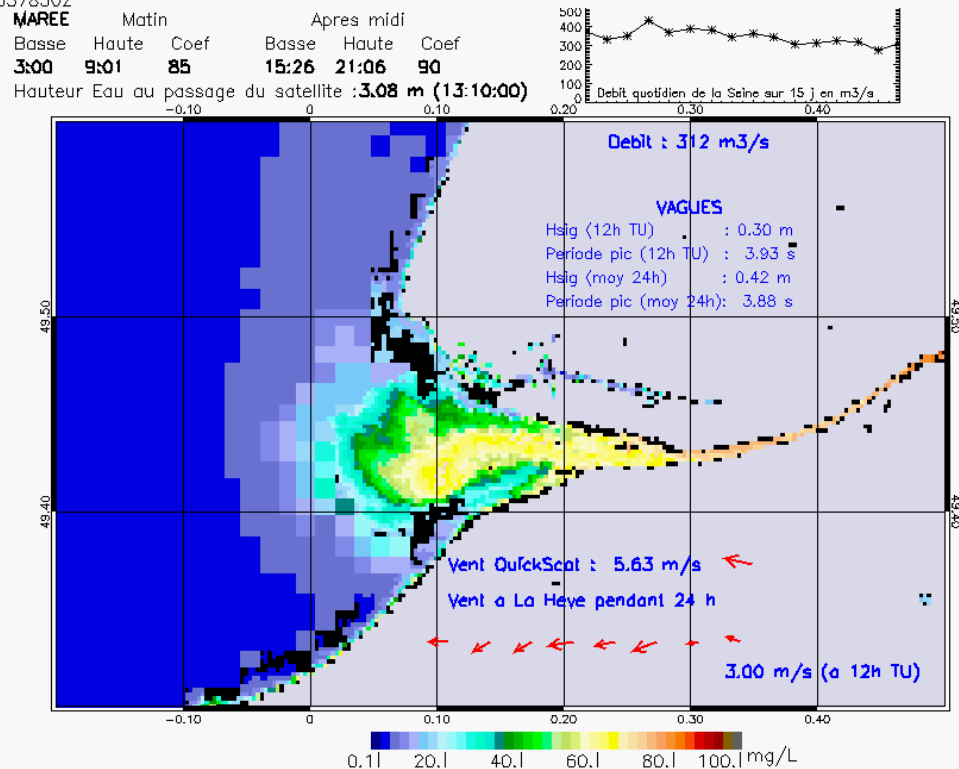 MAREE Matin Apres midi
Basse Haute Coef Basse Haute Coef
3:00 9:01 85 15:26 21:06 90
Hauteur Eau au passage du satellite :3.08 m (13:10:00)
500
400
300
200
100
0
Debit quotidien de la Seine sur 15 j en m3/s
-0.10 0 0.10 0.20 0.30 0.40
Debit : 312 m3/s
VAGUES
Hsig (12h TU) : 0.30 m
Periode pic (12h TU) : 3.93 s
Hsig (moy 24h) : 0.42 m
Periode pic (moy 24h): 3.88 s
49.50 49.50
49.40 49.40
Vent QuickScat : 5.63 m/s
Vent a La Heve pendant 24 h
3.00 m/s (a 12h TU)
-0.10 0 0.10 0.20 0.30 0.40
0.1 20. 40. 60. 80. 100. mg/L